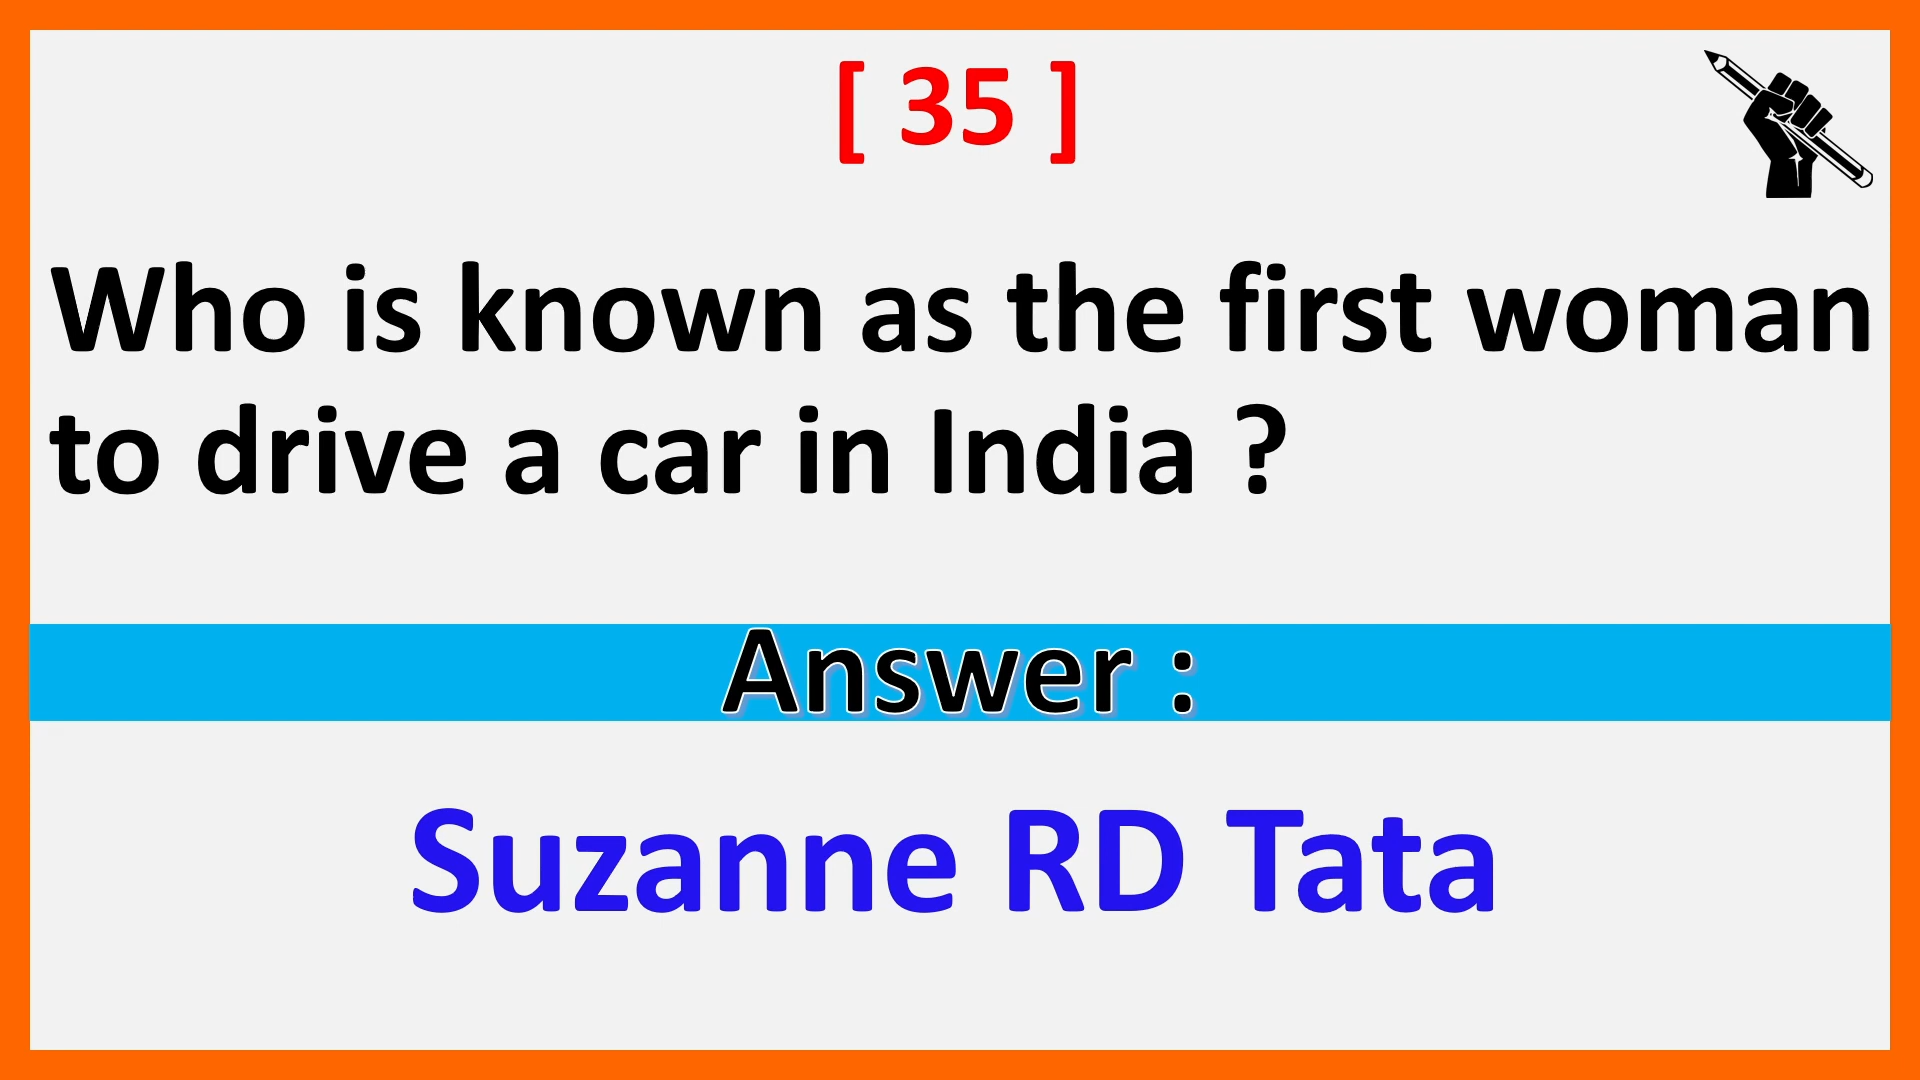 [ 35 ]
Who is known as the first woman
to drive a car in India ?
Answer :
Suzanne RD Tata